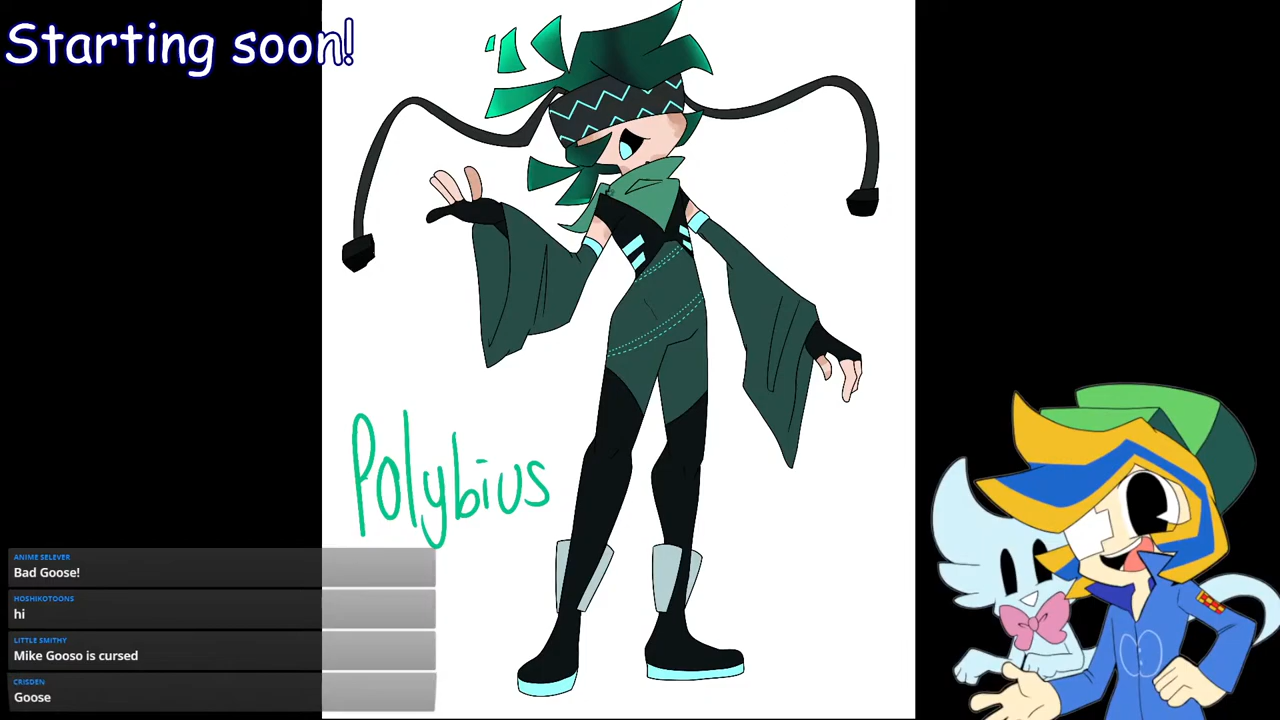 Starting soon!
Polybius
ANIME SELEVER
Bad Goose!
HOSHIKOTOONS
hi
LITTLE SMITHY
Mike Gooso is cursed
CRISDEN
Goose